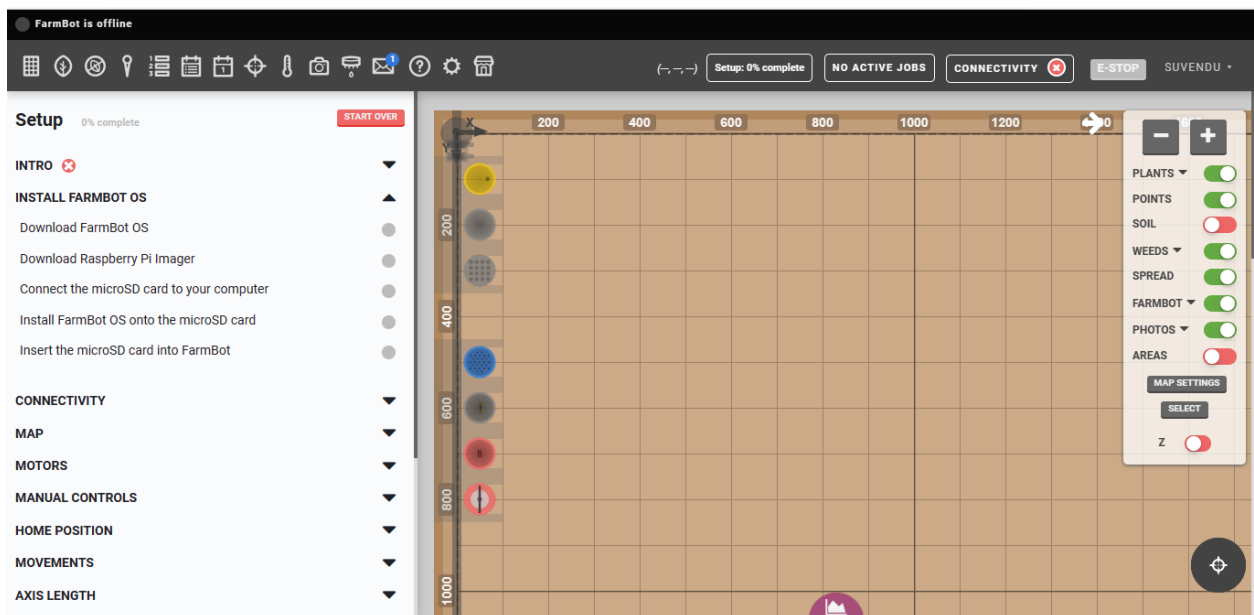 FarmBot is offline
1
(—, —, —) Setup: 0% complete NO ACTIVE JOBS CONNECTIVITY E-STOP SUVENDU
Setup 0% complete START OVER
INTRO
INSTALL FARMBOT OS
Download FarmBot OS
Download Raspberry Pi Imager
Connect the microSD card to your computer
Install FarmBot OS onto the microSD card
Insert the microSD card into FarmBot
CONNECTIVITY
MAP
MOTORS
MANUAL CONTROLS
HOME POSITION
MOVEMENTS
AXIS LENGTH
X 200 400 600 800 1000 1200
Y
200
400
600
800
1000
− +
PLANTS
POINTS
SOIL
WEEDS
SPREAD
FARMBOT
PHOTOS
AREAS
MAP SETTINGS
SELECT
Z